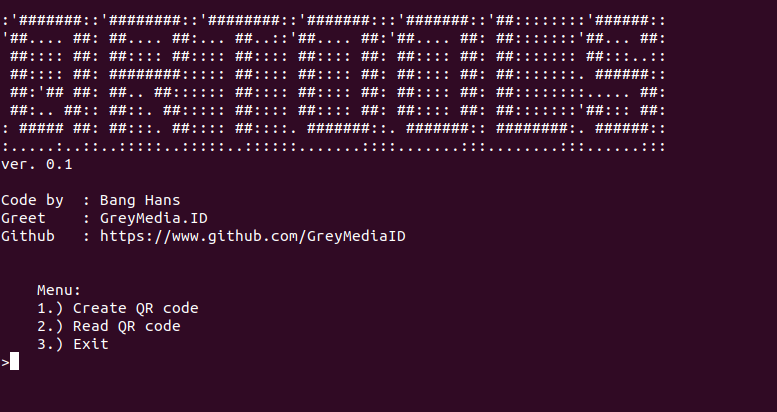 :'#######::'########::'########::'#######:::'#######::'##::::::::'######::
'##.... ##: ##.... ##:... ##..::'##.... ##:'##.... ##: ##:::::::'##... ##:
 ##:::: ##: ##:::: ##:::: ##:::: ##:::: ##: ##:::: ##: ##::::::: ##:::..::
 ##:::: ##: ########::::: ##:::: ##:::: ##: ##:::: ##: ##:::::::. ######::
 ##:'## ##: ##.. ##:::::: ##:::: ##:::: ##: ##:::: ##: ##::::::::..... ##:
 ##:.. ##:: ##::. ##::::: ##:::: ##:::: ##: ##:::: ##: ##:::::::'##::: ##:
: ##### ##: ##:::. ##:::: ##::::. #######::. #######:: ########:. ######::
:.....:..::..:::::..:::::..::::::.......::::.......:::........:::......:::
ver. 0.1
Code by  : Bang Hans
Greet    : GreyMedia.ID
Github   : https://www.github.com/GreyMediaID
Menu:
1.) Create QR code
2.) Read QR code
3.) Exit
>